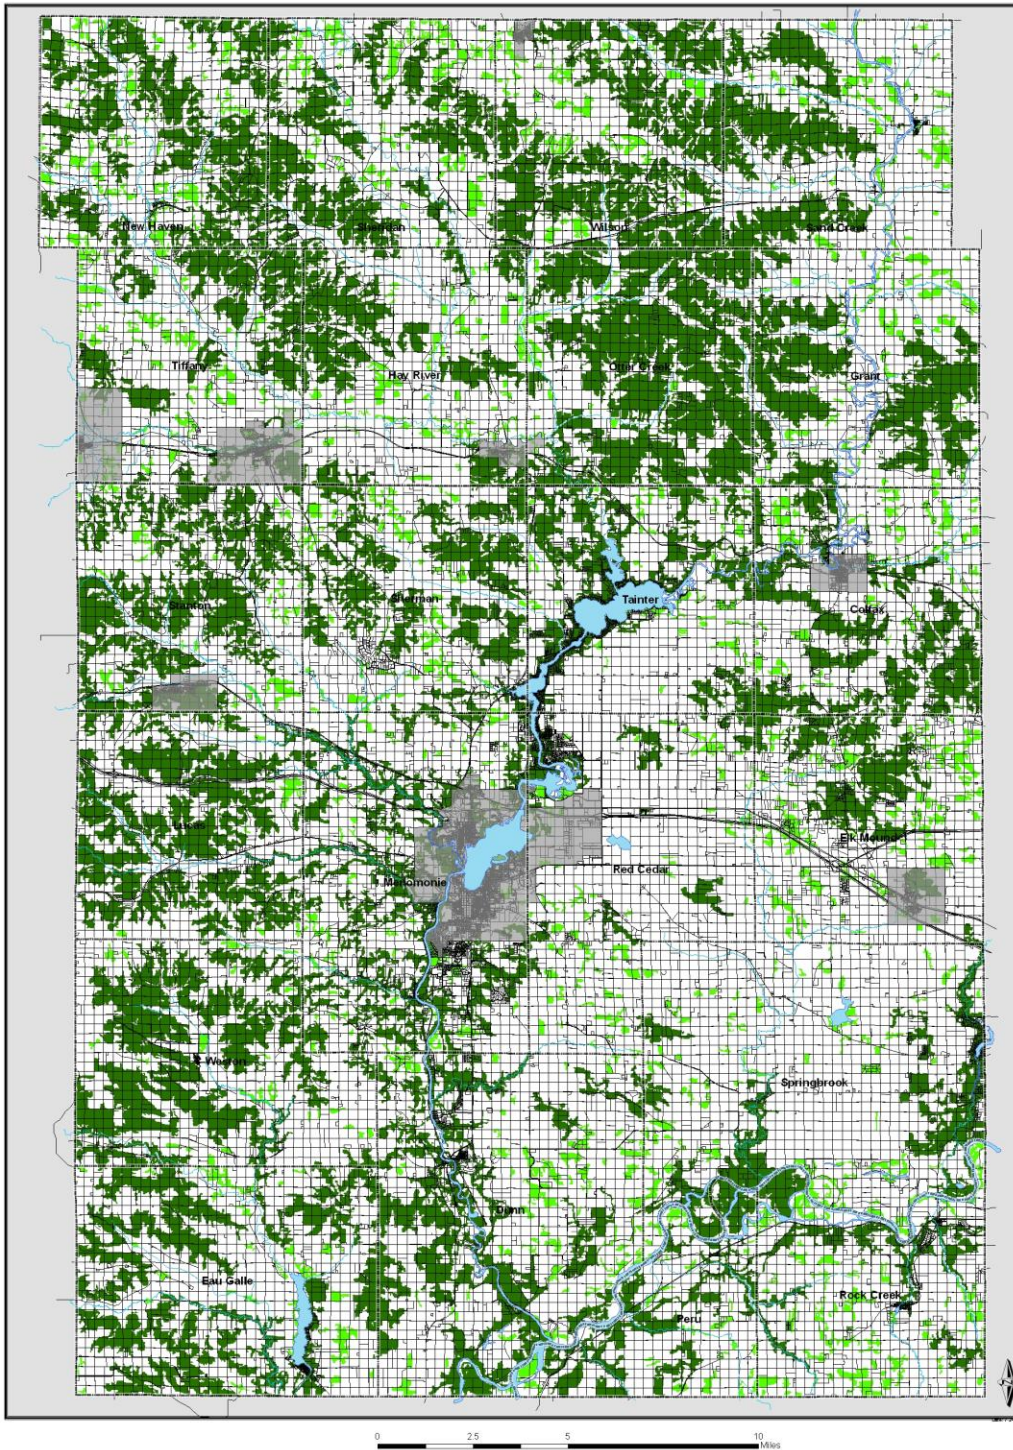 New Haven
Sheridan
Wilson
Sand Creek
Tiffany
Hay River
Otter Creek
Grant
Stanton
Sherman
Tainter
Colfax
Lucas
Menomonie
Red Cedar
Elk Mound
Weston
Springbrook
Dunn
Eau Galle
Peru
Rock Creek
0 2.5 5 10
Miles